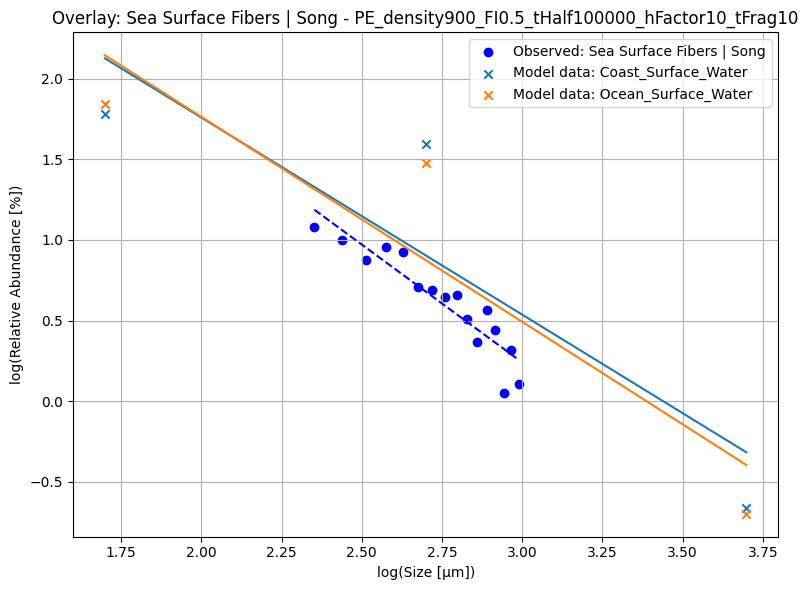 Overlay: Sea Surface Fibers | Song - PE_density900_FI0.5_tHalf100000_hFactor10_tFrag10
Observed: Sea Surface Fibers | Song
Model data: Coast_Surface_Water
Model data: Ocean_Surface_Water
log(Relative Abundance [%])
2.0
1.5
1.0
0.5
0.0
−0.5
1.75 2.00 2.25 2.50 2.75 3.00 3.25 3.50 3.75
log(Size [µm])